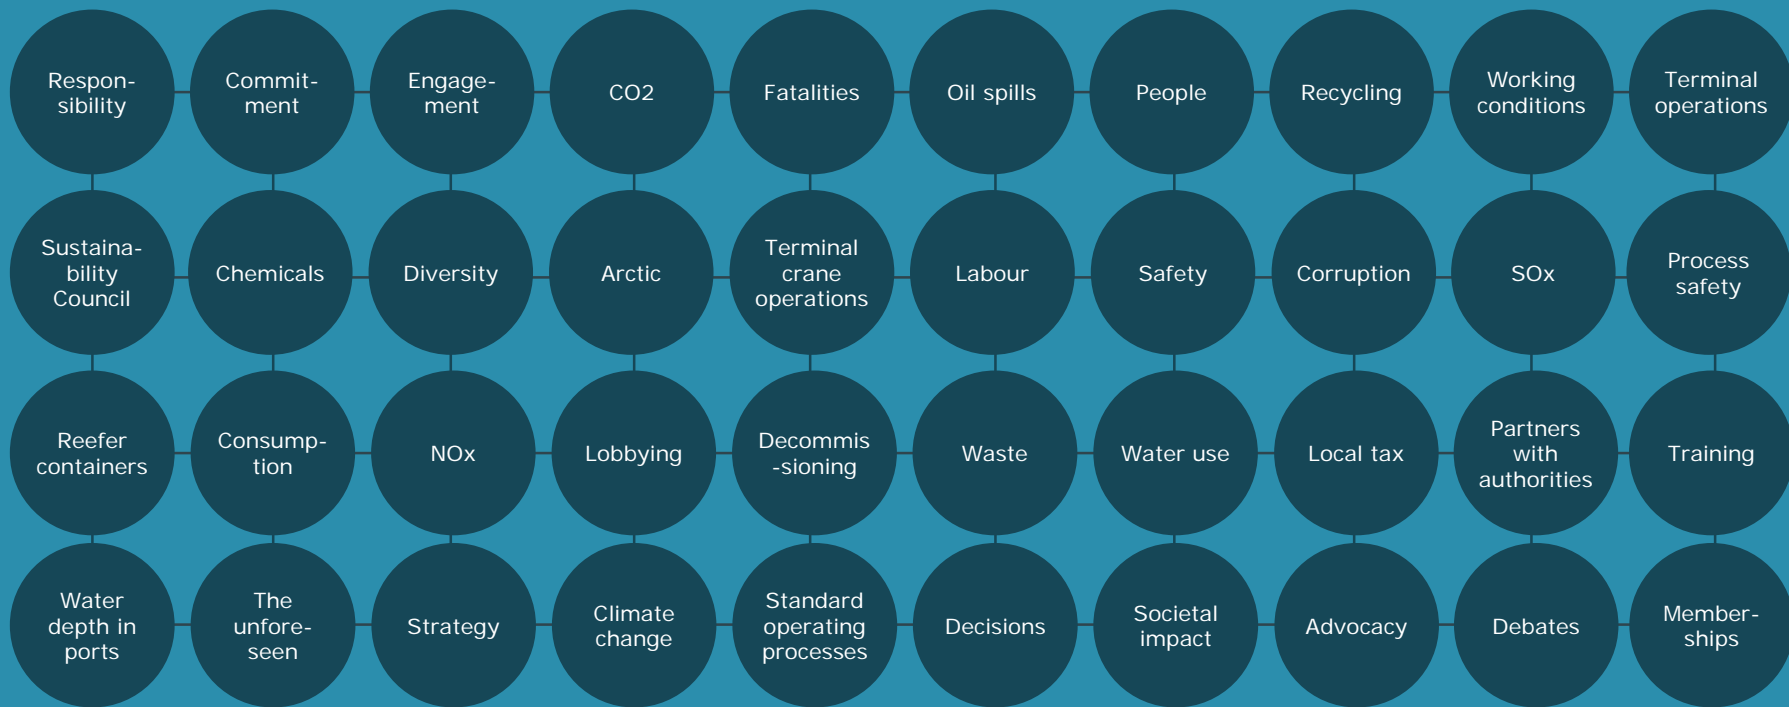 Respon-
sibility
Commit-
ment
Engage-
ment
CO2
Fatalities
Oil spills
People
Recycling
Working
conditions
Terminal
operations
Sustaina-
bility
Council
Chemicals
Diversity
Arctic
Terminal
crane
operations
Labour
Safety
Corruption
SOx
Process
safety
Reefer
containers
Consump-
tion
NOx
Lobbying
Decommis
-sioning
Waste
Water use
Local tax
Partners
with
authorities
Training
Water
depth in
ports
The
unfore-
seen
Strategy
Climate
change
Standard
operating
processes
Decisions
Societal
impact
Advocacy
Debates
Member-
ships